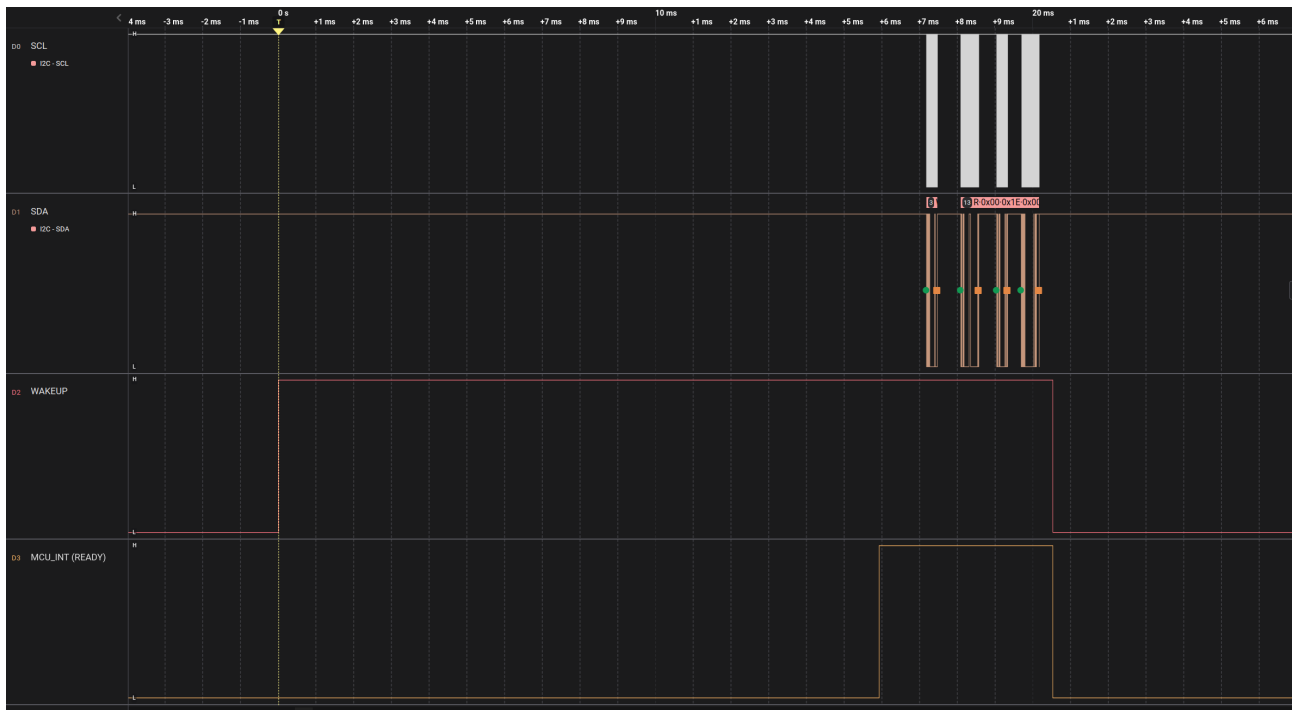 0 s 10 ms 20 ms
4 ms -3 ms -2 ms -1 ms T +1 ms +2 ms +3 ms +4 ms +5 ms +6 ms +7 ms +8 ms +9 ms +1 ms +2 ms +3 ms +4 ms +5 ms +6 ms +7 ms +8 ms +9 ms +1 ms +2 ms +3 ms +4 ms +5 ms +6 ms
H
D0 SCL
I2C - SCL
L
[3] [13] R·0x00·0x1E·0x00
D1 SDA H
I2C - SDA
L
H
D2 WAKEUP
L
H
D3 MCU_INT (READY)
L